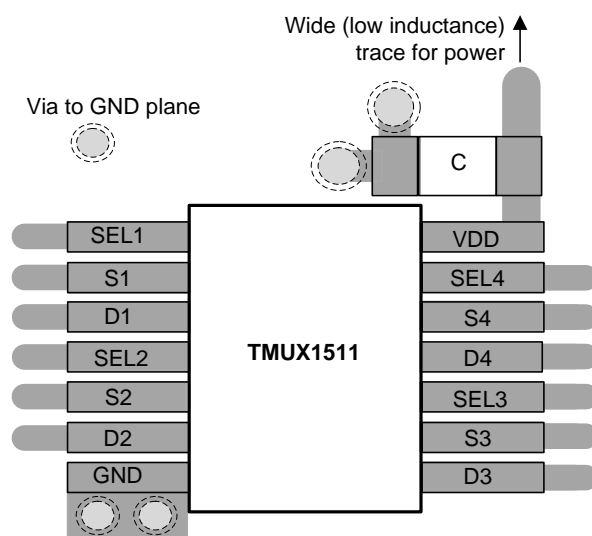 Wide (low inductance)
trace for power
Via to GND plane
C
SEL1
S1
D1
SEL2
S2
D2
GND
TMUX1511
VDD
SEL4
S4
D4
SEL3
S3
D3